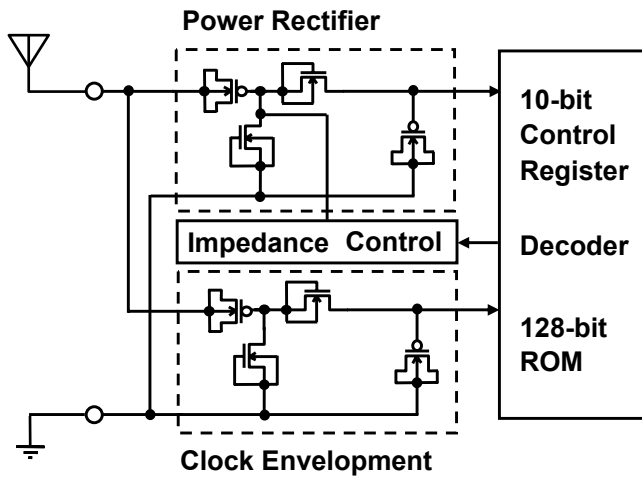 Power Rectifier
10-bit
Control
Register
Impedance Control
Decoder
128-bit
ROM
Clock Envelopment